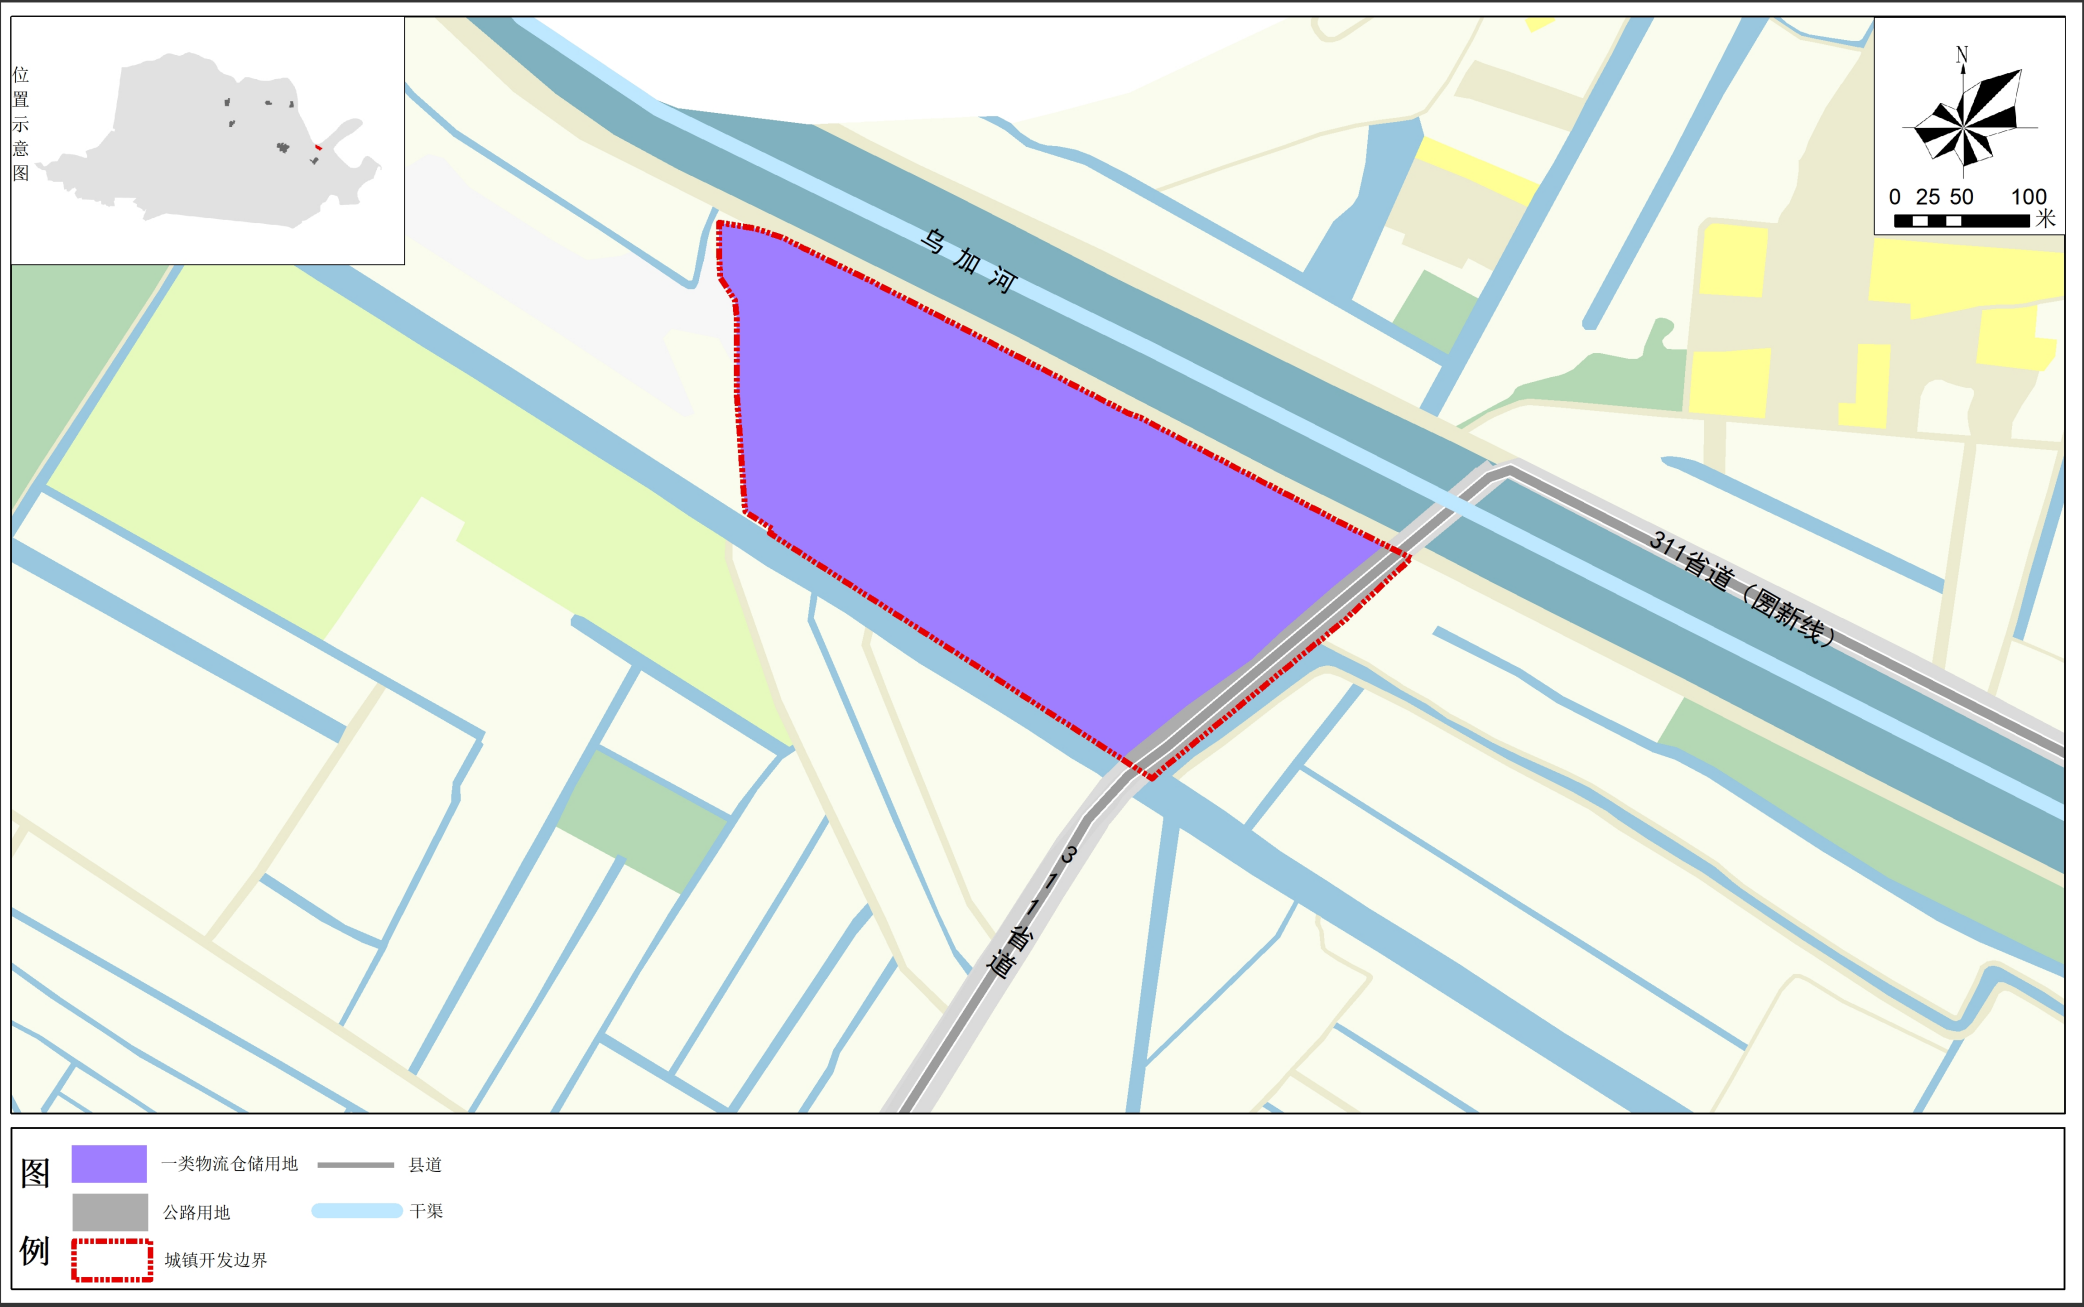 位置示意图
N
0 25 50 100
米
乌加河
311省道（圐新线）
311省道
图例
一类物流仓储用地
县道
公路用地
干渠
城镇开发边界